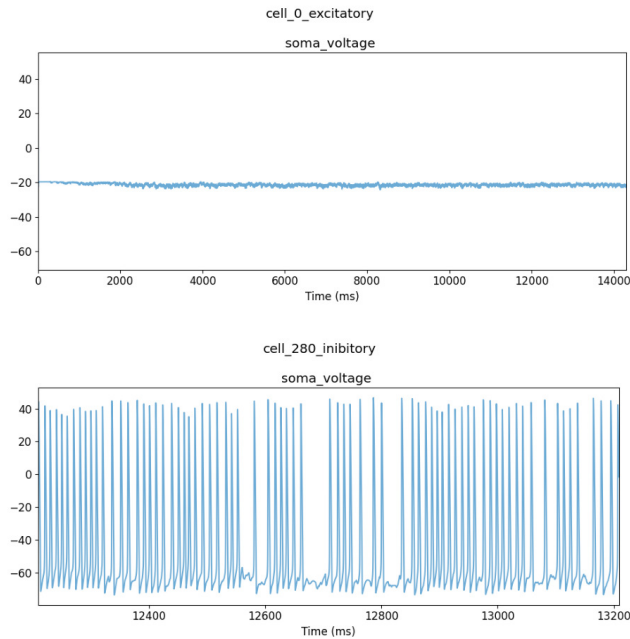 cell_0_excitatory
soma_voltage
40
20
0
−20
−40
−60
0 2000 4000 6000 8000 10000 12000 14000
Time (ms)
cell_280_inibitory
soma_voltage
40
20
0
−20
−40
−60
12400 12600 12800 13000 13200
Time (ms)